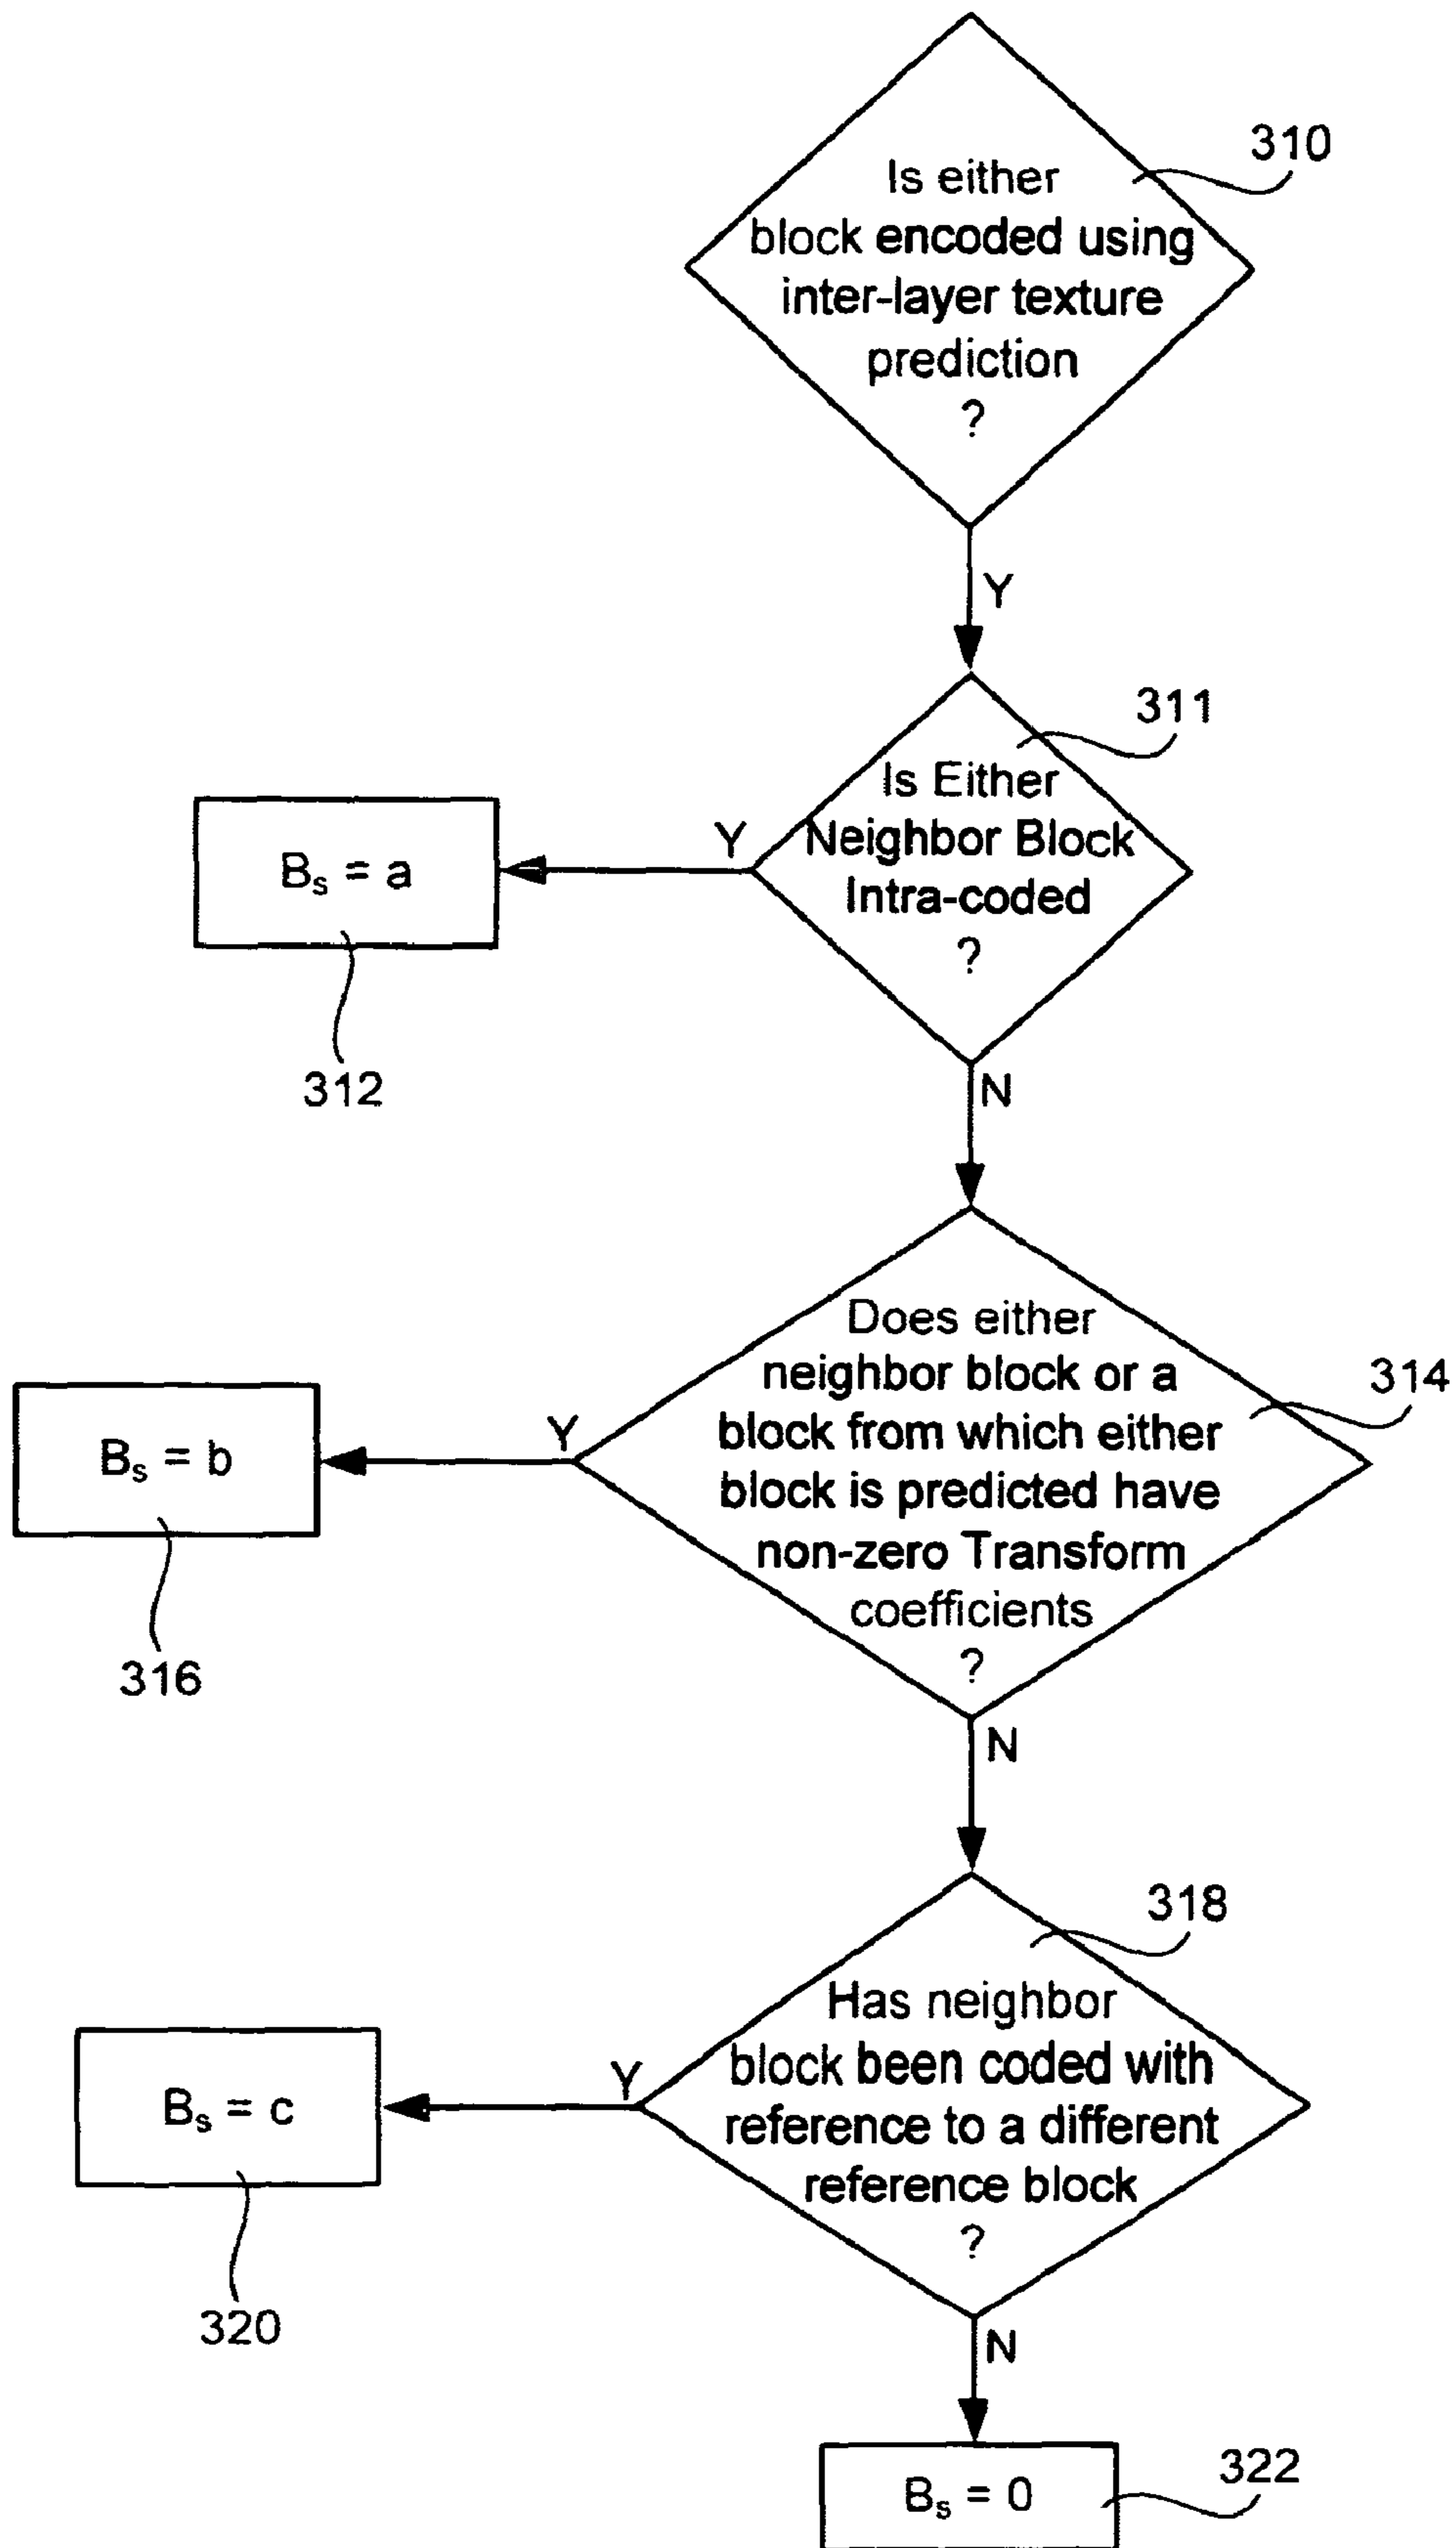 310
Is either
block encoded using
inter-layer texture
prediction
?
Y
311
Is Either
Neighbor Block
Intra-coded
?
Y
Bs = a
312
N
Does either
neighbor block or a
block from which either
block is predicted have
non-zero Transform
coefficients
?
314
Y
Bs = b
316
N
318
Has neighbor
block been coded with
reference to a different
reference block
?
Y
Bs = c
320
N
Bs = 0
322